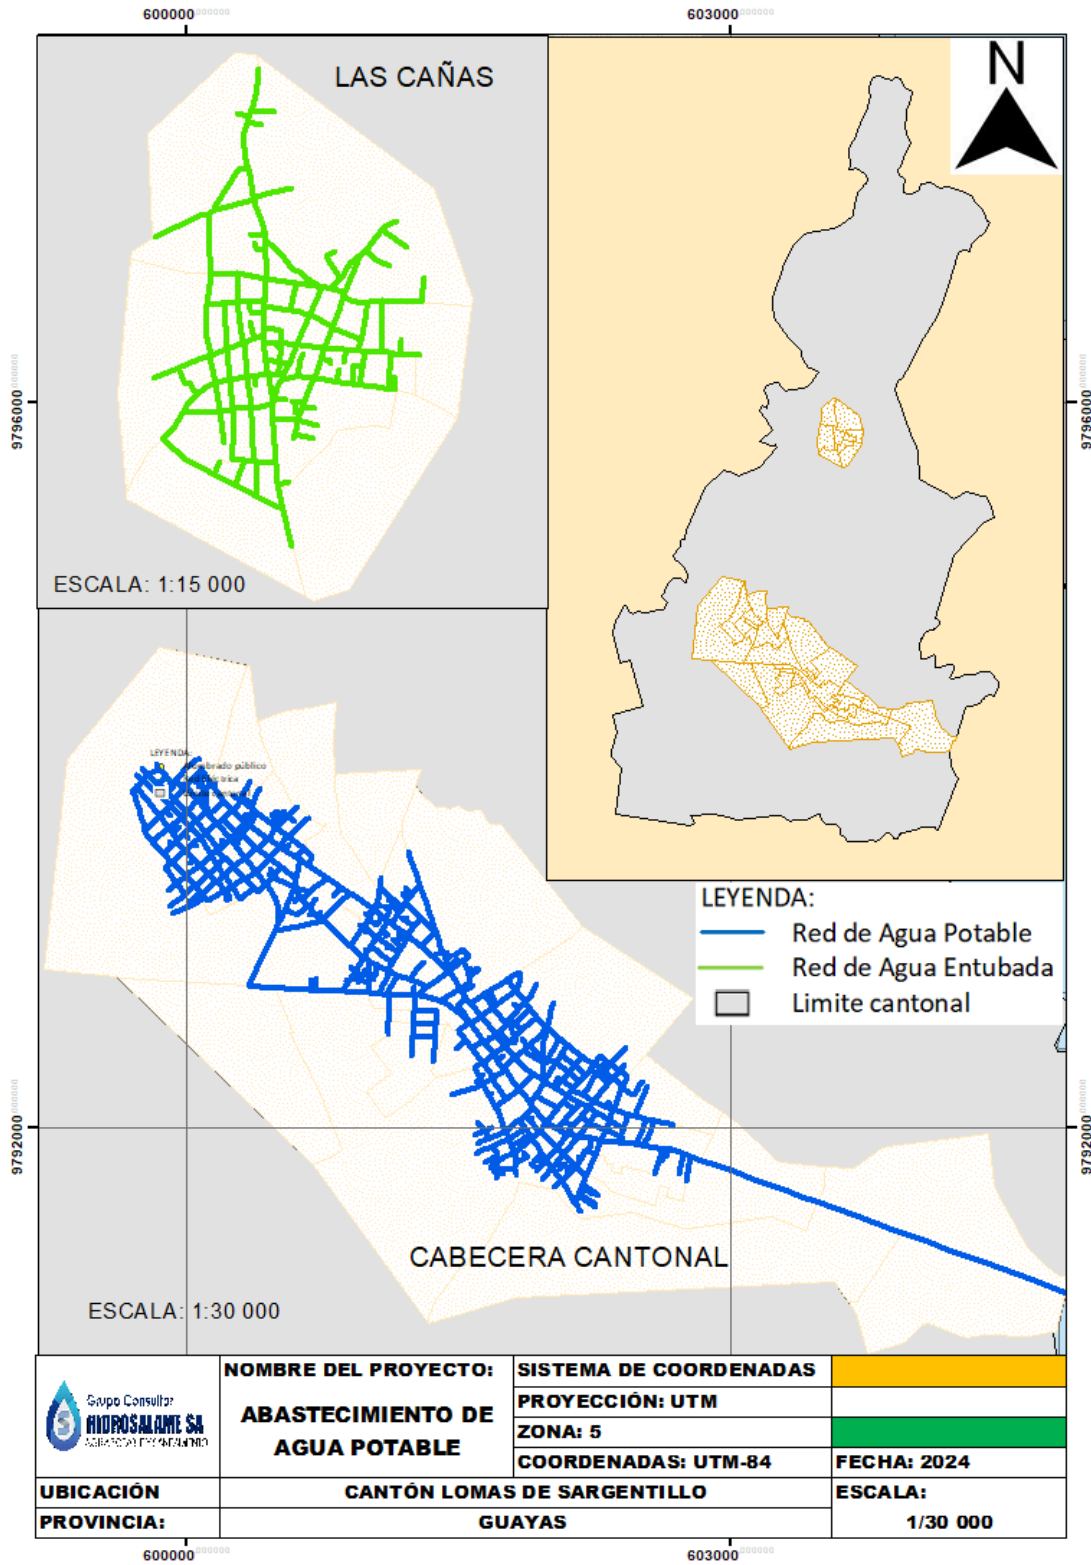 600000
603000
LAS CAÑAS
N
9796000
9796000
ESCALA: 1:15 000
LEYENDA:
público
LEYENDA:
Red de Agua Potable
Red de Agua Entubada
Limite cantonal
9792000
9792000
CABECERA CANTONAL
ESCALA: 1:30 000
Grupo Consultor
HIDROSALAME SA
NOMBRE DEL PROYECTO:
ABASTECIMIENTO DE
AGUA POTABLE
SISTEMA DE COORDENADAS
PROYECCIÓN: UTM
ZONA: 5
COORDENADAS: UTM-84
FECHA: 2024
UBICACIÓN
CANTÓN LOMAS DE SARGENTILLO
ESCALA:
PROVINCIA:
GUAYAS
1/30 000
600000
603000